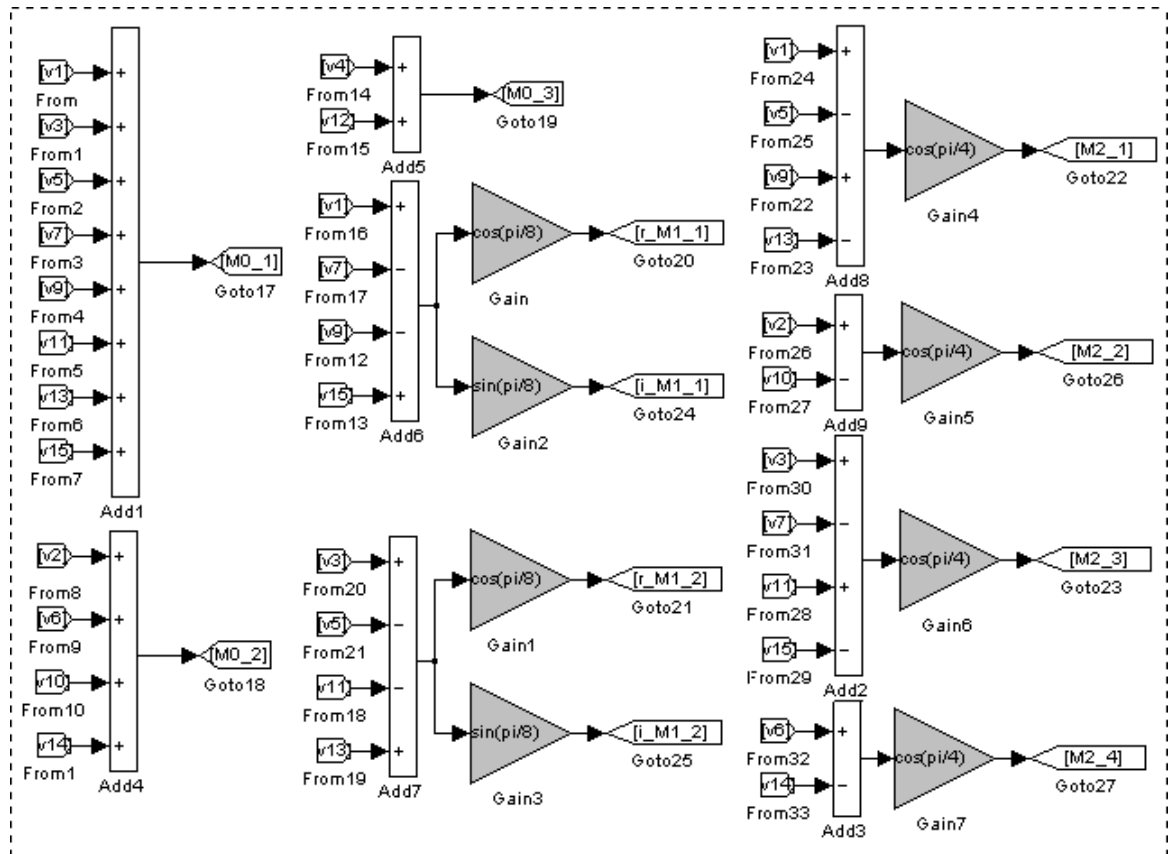 [v1] +
From
[v3] +
From1
[v5] +
From2
[v7] +
From3
[v9] +
From4
v11 +
From5
v13 +
From6
v15 +
From7
Add1
[M0_1]
Goto17
[v2] +
From8
[v6] +
From9
v10 +
From10
v14 +
From1
Add4
[M0_2]
Goto18
[v4] +
From14
v12 +
From15
Add5
[M0_3]
Goto19
[v1] +
From16
[v7] −
From17
[v9] −
From12
v15 +
From13
Add6
cos(pi/8)
Gain
[r_M1_1]
Goto20
sin(pi/8)
Gain2
[i_M1_1]
Goto24
[v3] +
From20
[v5] −
From21
v11 −
From18
v13 +
From19
Add7
cos(pi/8)
Gain1
[r_M1_2]
Goto21
sin(pi/8)
Gain3
[i_M1_2]
Goto25
[v1] +
From24
[v5] −
From25
[v9] +
From22
v13 −
From23
Add8
cos(pi/4)
Gain4
[M2_1]
Goto22
[v2] +
From26
v10 −
From27
Add9
cos(pi/4)
Gain5
[M2_2]
Goto26
[v3] +
From30
[v7] −
From31
v11 +
From28
v15 −
From29
Add2
cos(pi/4)
Gain6
[M2_3]
Goto23
[v6] +
From32
v14 −
From33
Add3
cos(pi/4)
Gain7
[M2_4]
Goto27